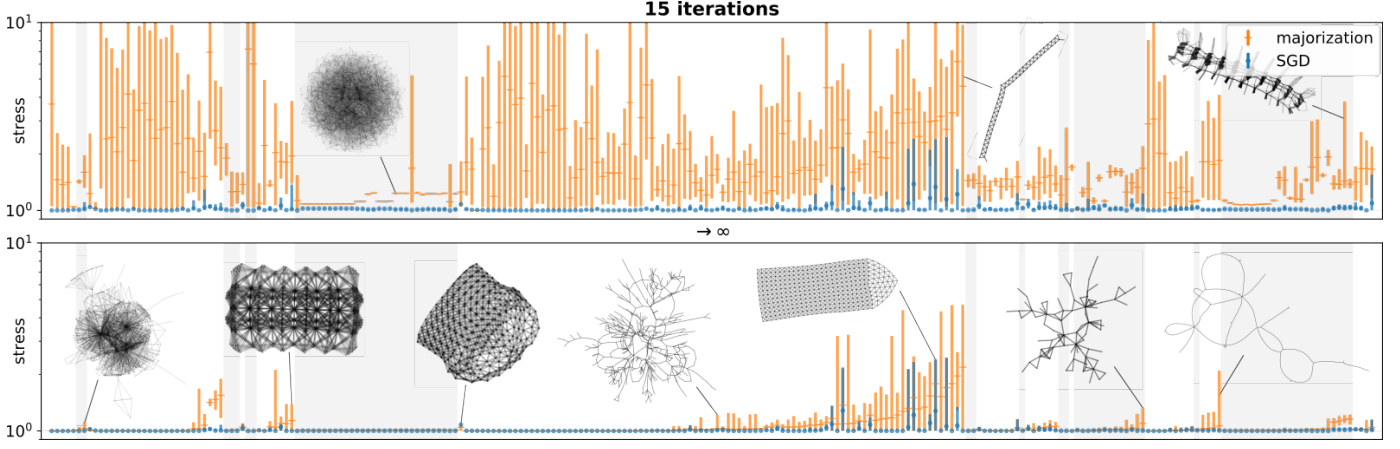 15 iterations
10¹
stress
10⁰
majorization
SGD
→ ∞
10¹
stress
10⁰